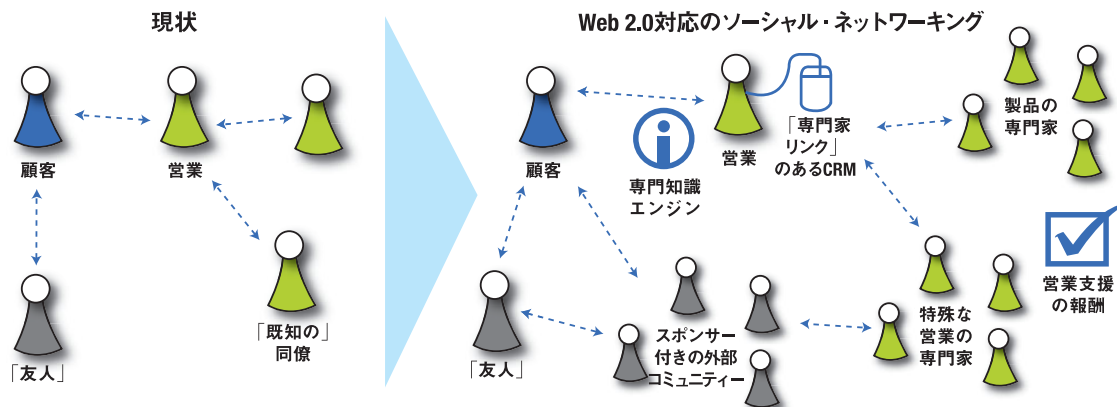 現状
顧客
営業
「友人」
「既知の」
同僚
Web 2.0対応のソーシャル・ネットワーキング
顧客
専門知識
エンジン
営業
「専門家
リンク」
のあるCRM
製品の
専門家
「友人」
スポンサー
付きの外部
コミュニティー
特殊な
営業の
専門家
営業支援
の報酬